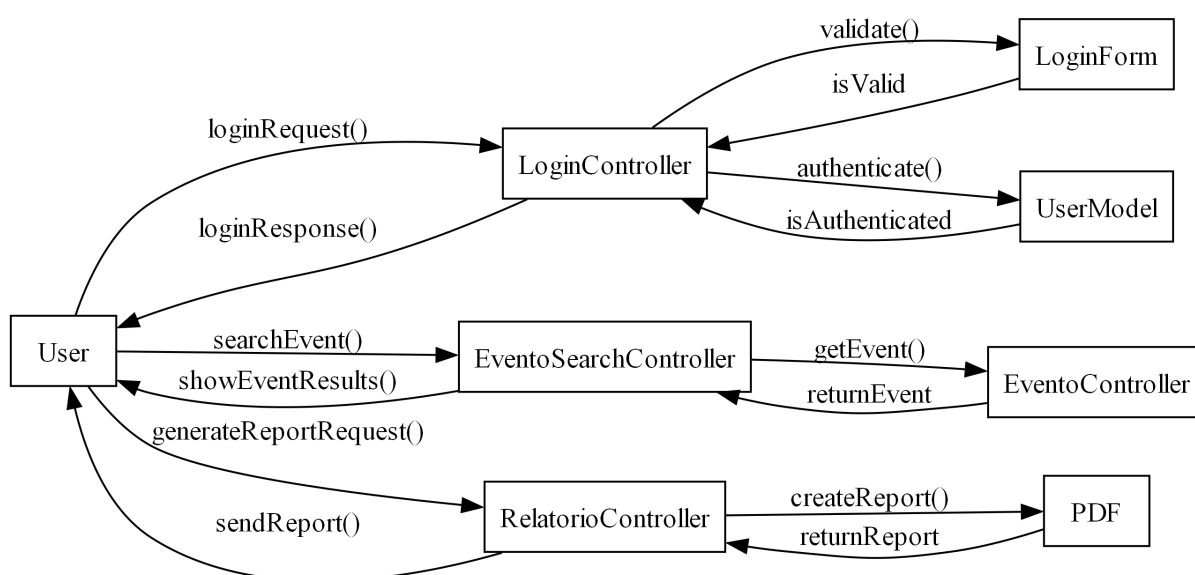 validate()
LoginForm
isValid
loginRequest()
LoginController
authenticate()
UserModel
isAuthenticated
loginResponse()
User
searchEvent()
EventoSearchController
getEvent()
EventoController
showEventResults()
returnEvent
generateReportRequest()
createReport()
PDF
RelatorioController
sendReport()
returnReport